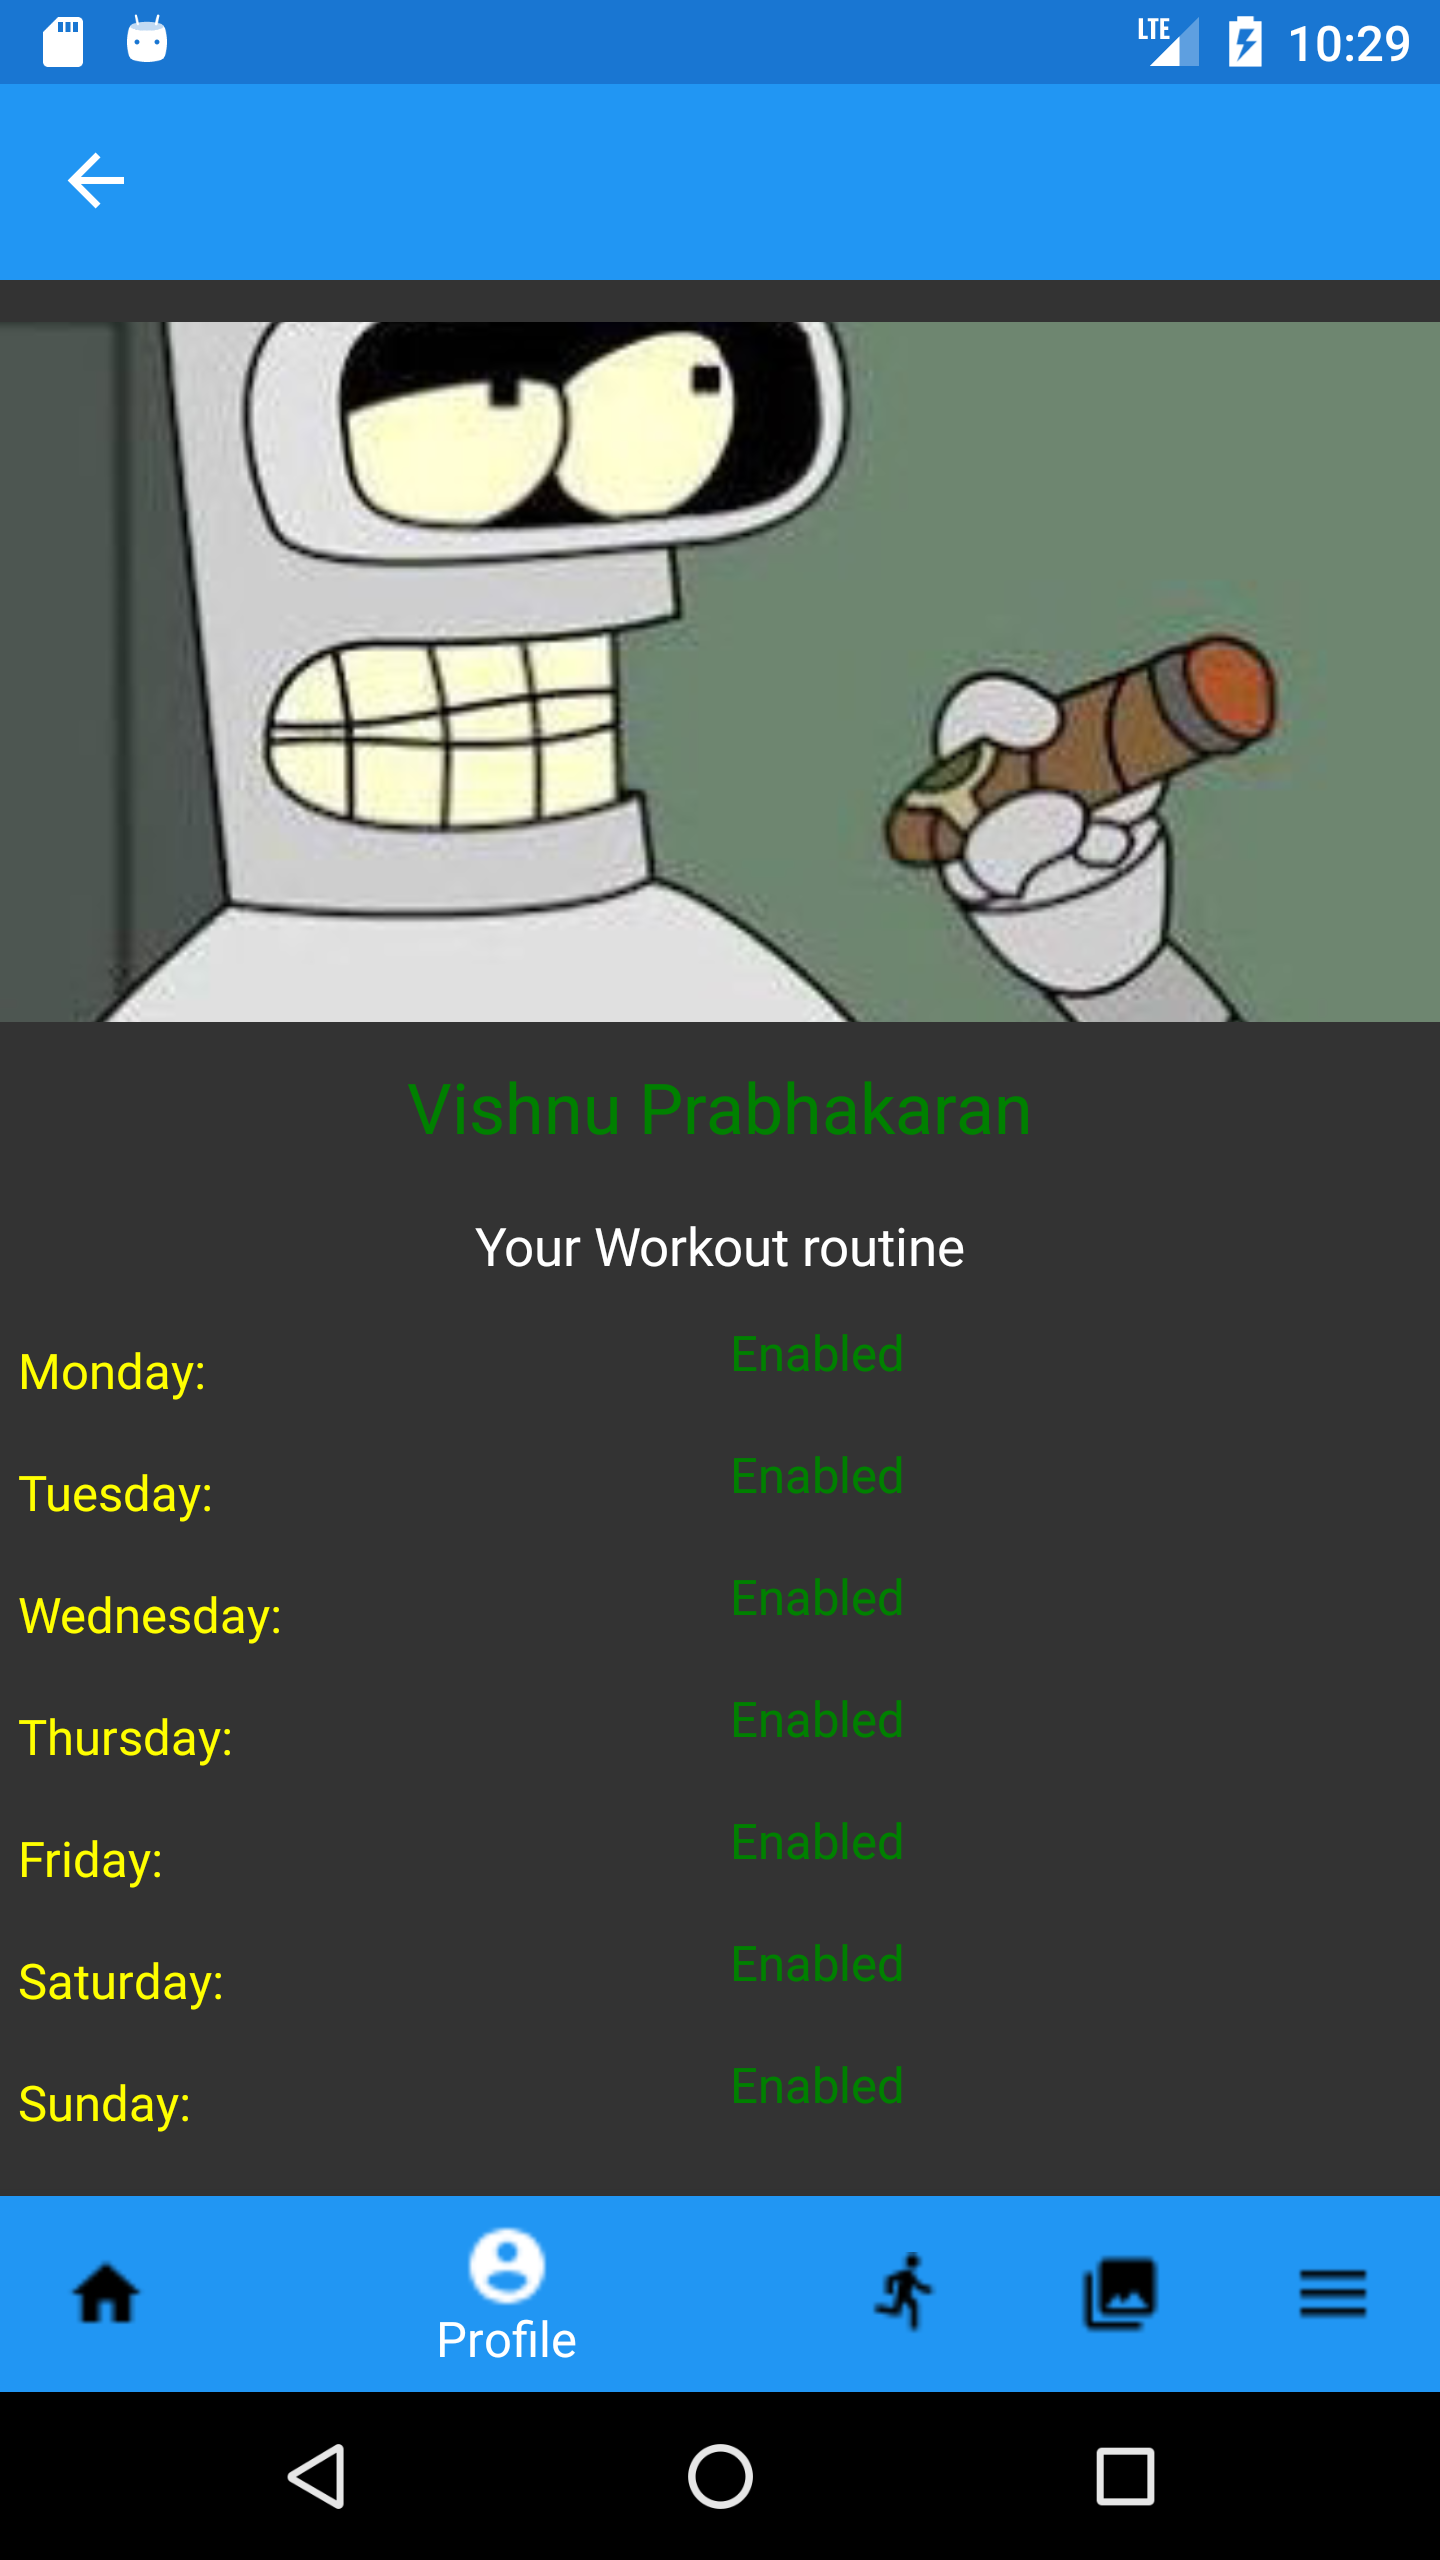 LTE 10:29
Vishnu Prabhakaran
Your Workout routine
Monday: Enabled
Tuesday: Enabled
Wednesday: Enabled
Thursday: Enabled
Friday: Enabled
Saturday: Enabled
Sunday: Enabled
Profile